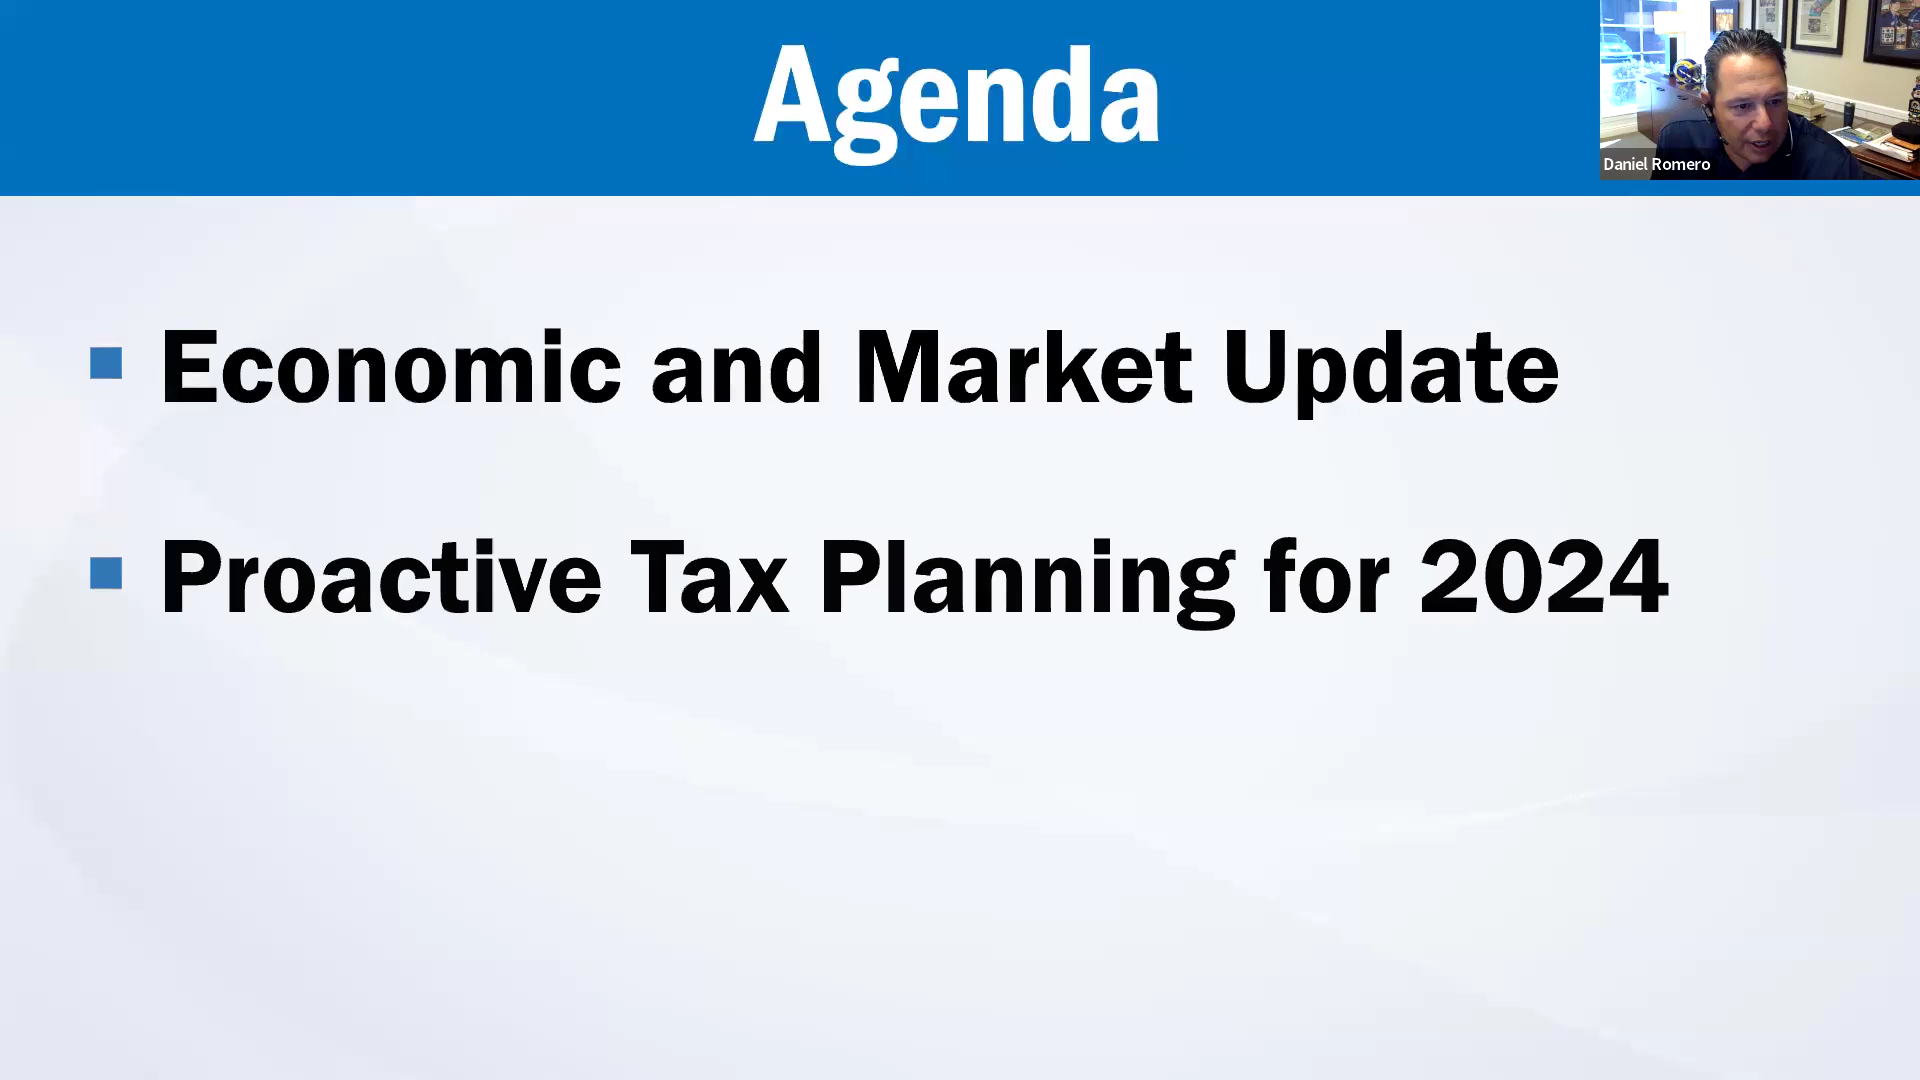 Agenda
Daniel Romero
▪ Economic and Market Update
▪ Proactive Tax Planning for 2024